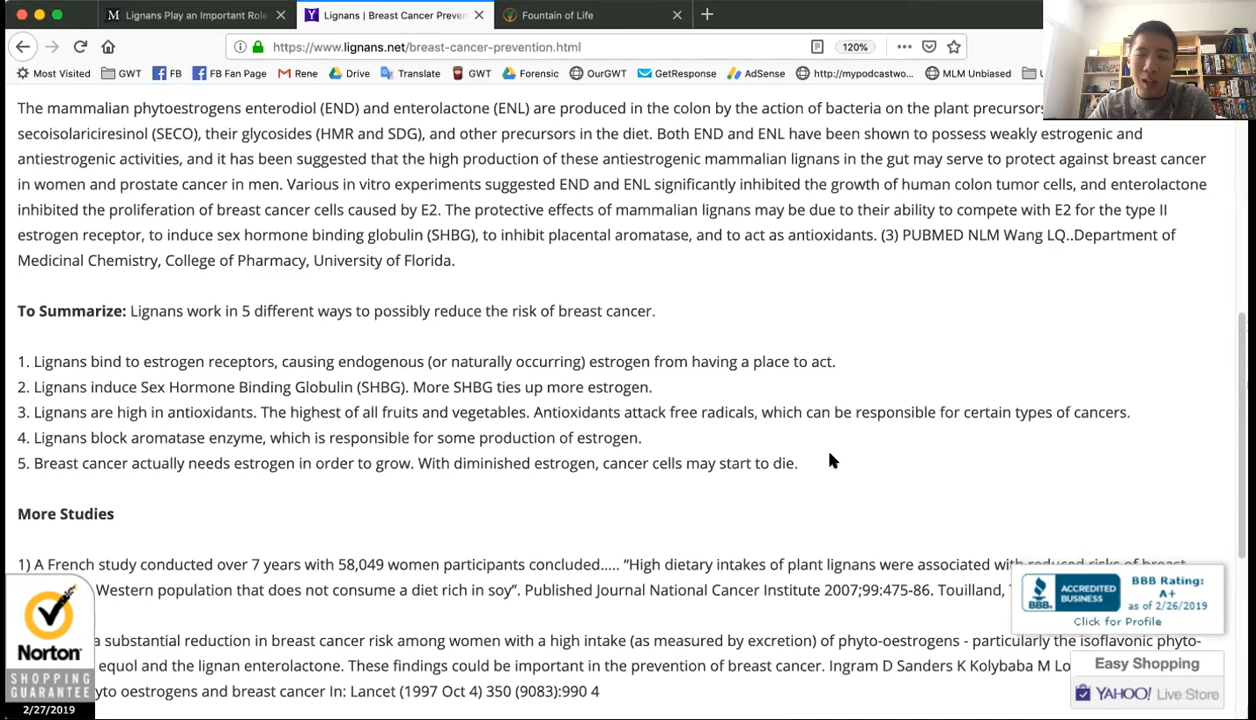 Lignans Play an Important Role
Lignans | Breast Cancer Preven
Fountain of Life
https://www.lignans.net/breast-cancer-prevention.html
120%
Most Visited GWT FB FB Fan Page Rene Drive Translate GWT Forensic OurGWT GetResponse AdSense http://mypodcastwo... MLM Unbiased
The mammalian phytoestrogens enterodiol (END) and enterolactone (ENL) are produced in the colon by the action of bacteria on the plant precursors
secoisolariciresinol (SECO), their glycosides (HMR and SDG), and other precursors in the diet. Both END and ENL have been shown to possess weakly estrogenic and
antiestrogenic activities, and it has been suggested that the high production of these antiestrogenic mammalian lignans in the gut may serve to protect against breast cancer
in women and prostate cancer in men. Various in vitro experiments suggested END and ENL significantly inhibited the growth of human colon tumor cells, and enterolactone
inhibited the proliferation of breast cancer cells caused by E2. The protective effects of mammalian lignans may be due to their ability to compete with E2 for the type II
estrogen receptor, to induce sex hormone binding globulin (SHBG), to inhibit placental aromatase, and to act as antioxidants. (3) PUBMED NLM Wang LQ..Department of
Medicinal Chemistry, College of Pharmacy, University of Florida.
To Summarize: Lignans work in 5 different ways to possibly reduce the risk of breast cancer.
1. Lignans bind to estrogen receptors, causing endogenous (or naturally occurring) estrogen from having a place to act.
2. Lignans induce Sex Hormone Binding Globulin (SHBG). More SHBG ties up more estrogen.
3. Lignans are high in antioxidants. The highest of all fruits and vegetables. Antioxidants attack free radicals, which can be responsible for certain types of cancers.
4. Lignans block aromatase enzyme, which is responsible for some production of estrogen.
5. Breast cancer actually needs estrogen in order to grow. With diminished estrogen, cancer cells may start to die.
More Studies
1) A French study conducted over 7 years with 58,049 women participants concluded..... “High dietary intakes of plant lignans were associated with reduced risks of breast
Western population that does not consume a diet rich in soy”. Published Journal National Cancer Institute 2007;99:475-86. Touilland,
a substantial reduction in breast cancer risk among women with a high intake (as measured by excretion) of phyto-oestrogens - particularly the isoflavonic phyto-
equol and the lignan enterolactone. These findings could be important in the prevention of breast cancer. Ingram D Sanders K Kolybaba M Lo
yto oestrogens and breast cancer In: Lancet (1997 Oct 4) 350 (9083):990 4
Norton
SHOPPING
GUARANTEE
2/27/2019
BBB
ACCREDITED
BUSINESS
BBB Rating:
A+
as of 2/26/2019
Click for Profile
Easy Shopping
YAHOO! Live Store